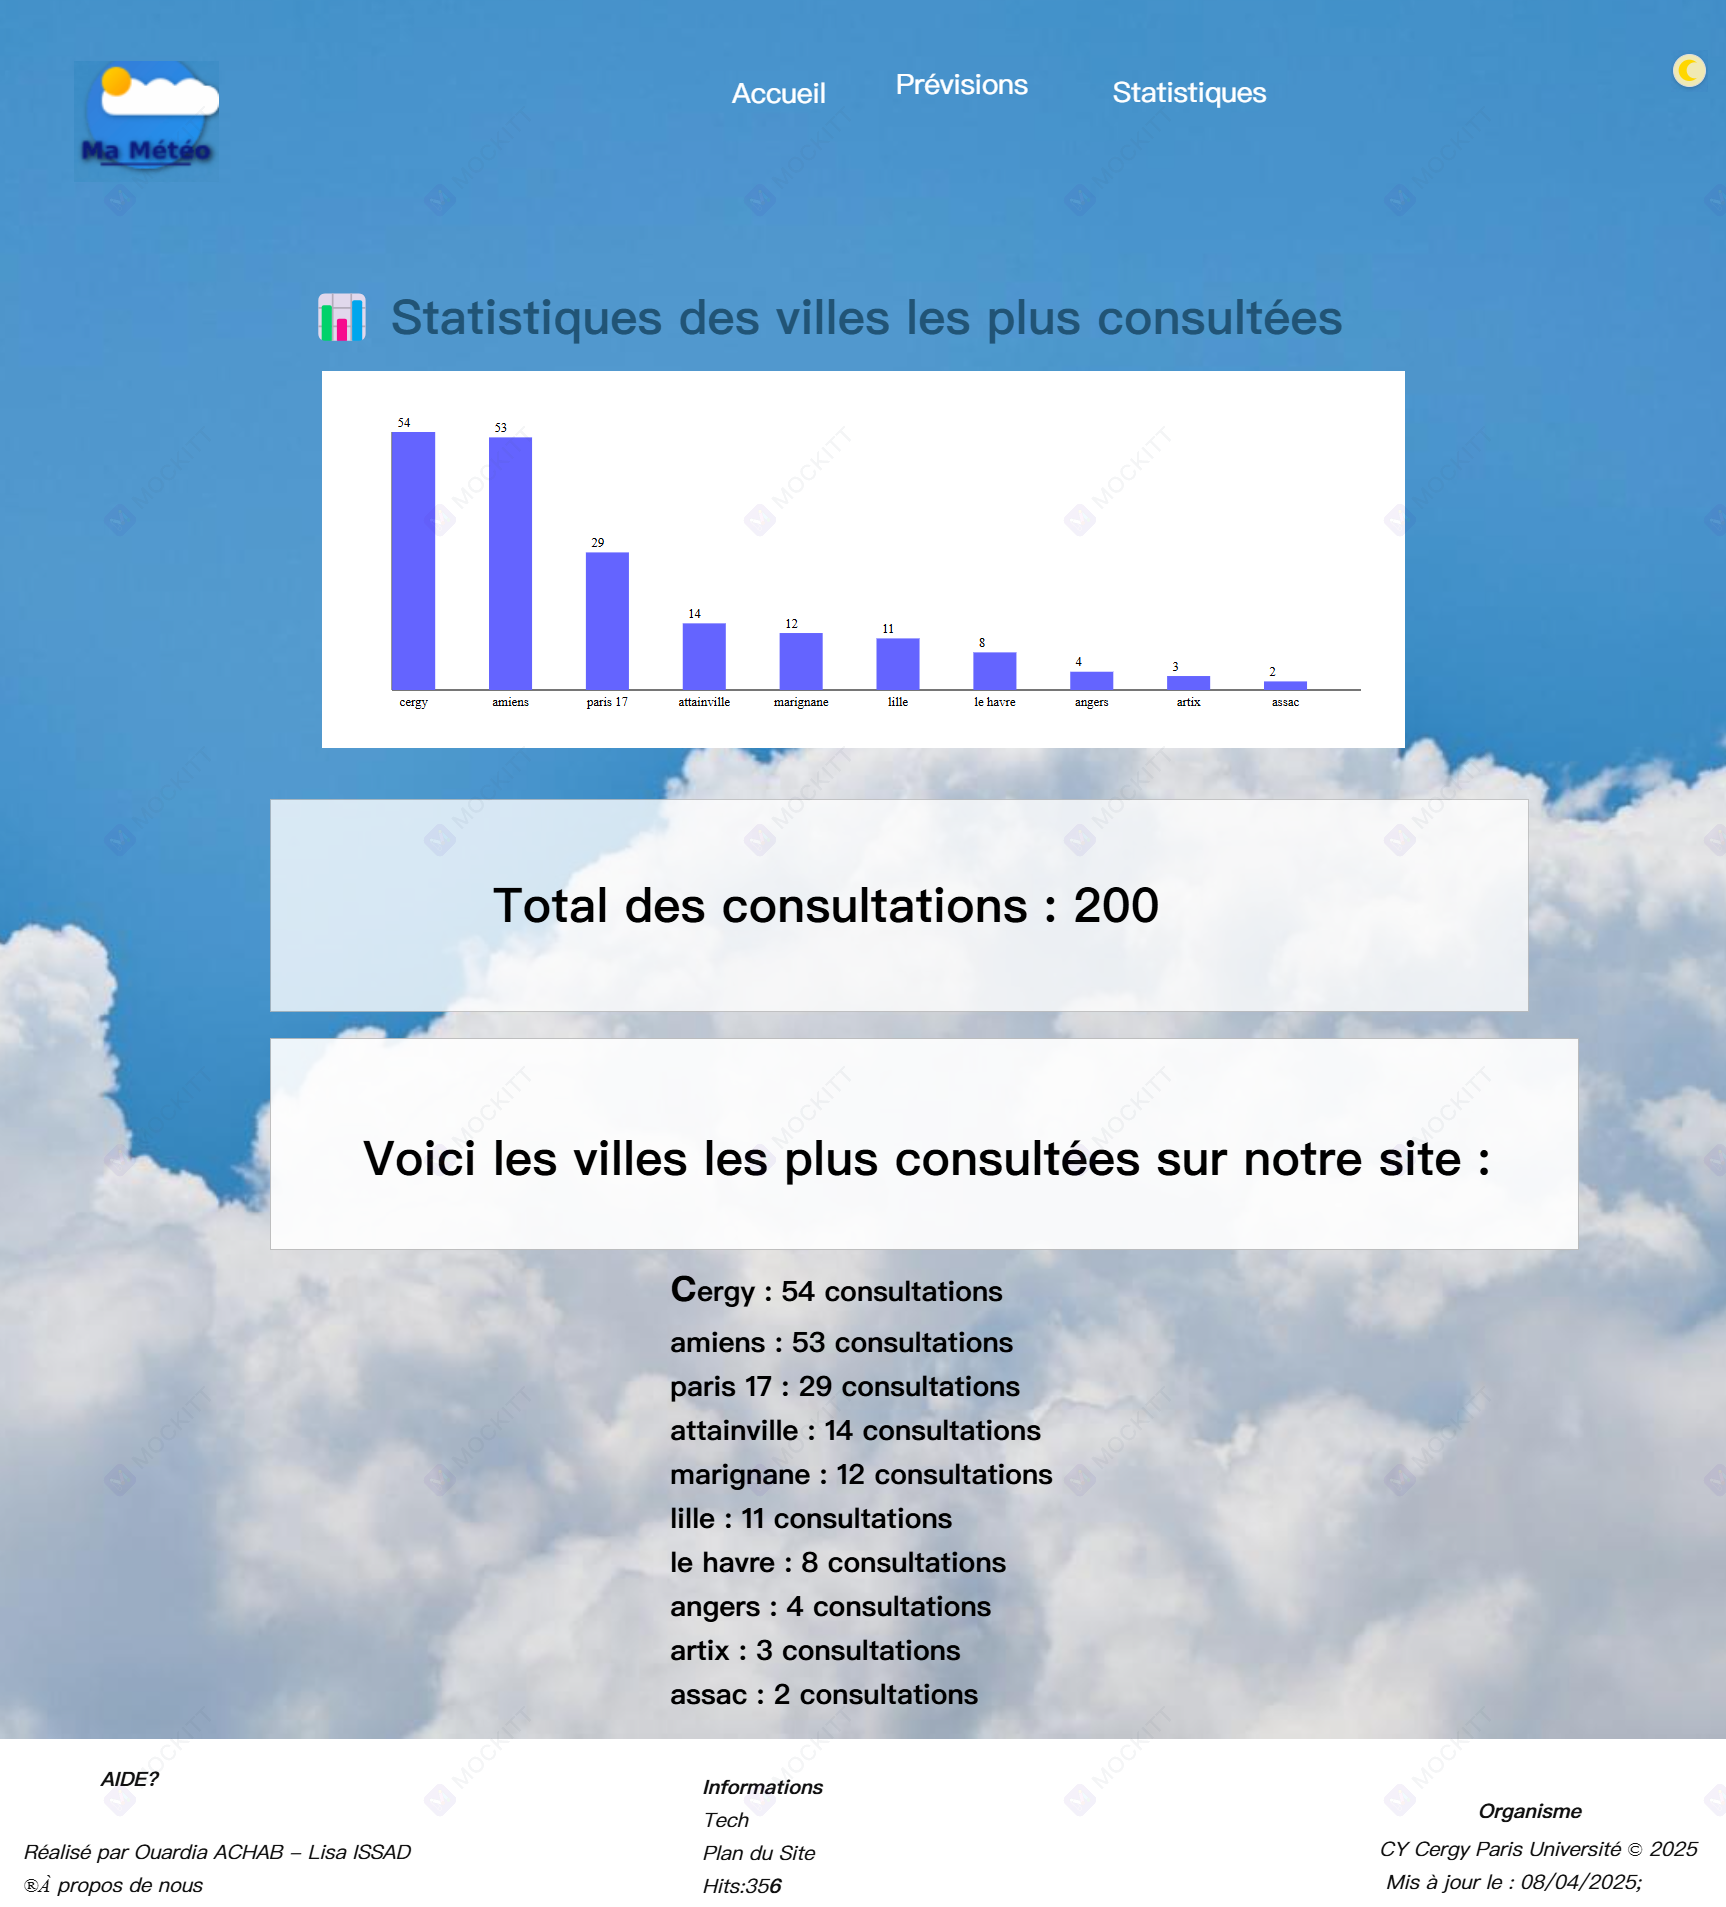 Ma Météo
Accueil
Prévisions
Statistiques
Statistiques des villes les plus consultées
54
53
29
14
12
11
8
4
3
2
cergy
amiens
paris 17
attainville
marignane
lille
le havre
angers
artix
assac
Total des consultations : 200
Voici les villes les plus consultées sur notre site :
Cergy : 54 consultations
amiens : 53 consultations
paris 17 : 29 consultations
attainville : 14 consultations
marignane : 12 consultations
lille : 11 consultations
le havre : 8 consultations
angers : 4 consultations
artix : 3 consultations
assac : 2 consultations
AIDE?
Réalisé par Ouardia ACHAB – Lisa ISSAD
®À propos de nous
Informations
Tech
Plan du Site
Hits:356
Organisme
CY Cergy Paris Université © 2025
Mis à jour le : 08/04/2025;
MOCKITT